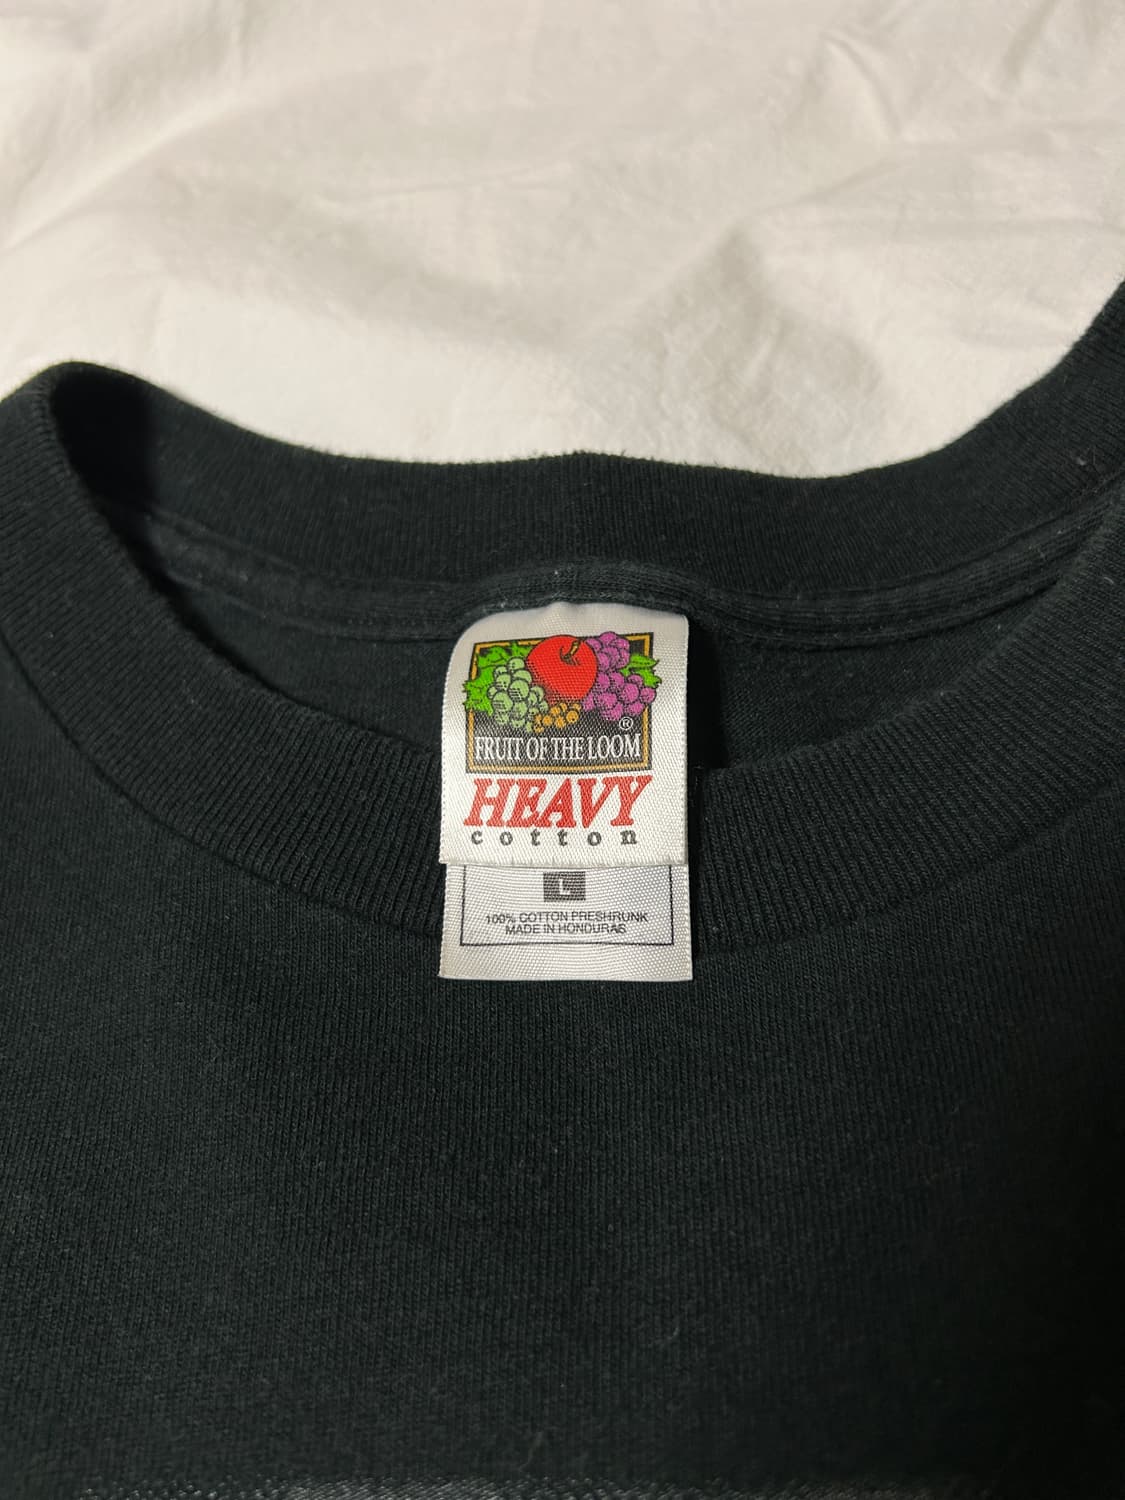 ®
FRUIT OF THE LOOM
HEAVY
cotton
L
100% COTTON PRESHRUNK
MADE IN HONDURAS